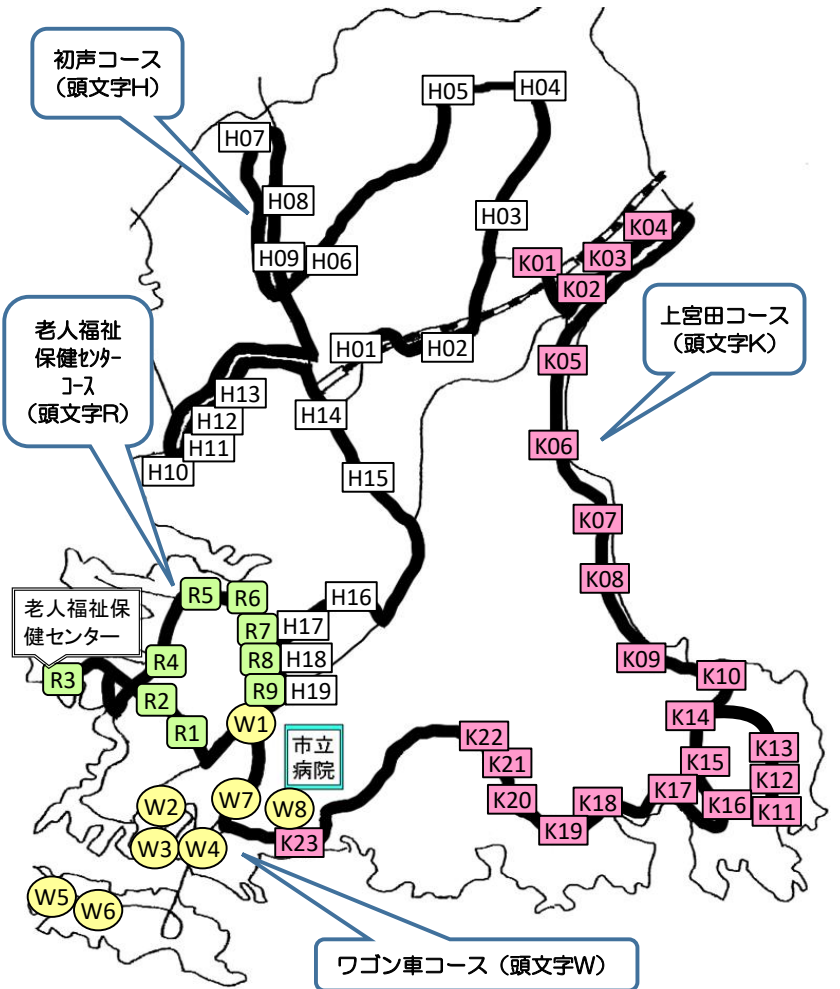 初声コース
（頭文字H）
H05
H04
H07
H08
H03
K04
H09
H06
K01
K03
K02
老人福祉
保健センター
コース
（頭文字R）
上宮田コース
（頭文字K）
H01
H02
K05
H13
H12
H14
H11
H10
K06
H15
K07
K08
R5
R6
H16
老人福祉保
健センター
R7
H17
R4
R8
H18
K09
R3
R2
R9
H19
K10
R1
W1
K14
市立
病院
K22
K13
K21
K15
K12
K17
W2
W7
W8
K20
K18
K16
K11
W3
W4
K23
K19
W5
W6
ワゴン車コース（頭文字W）